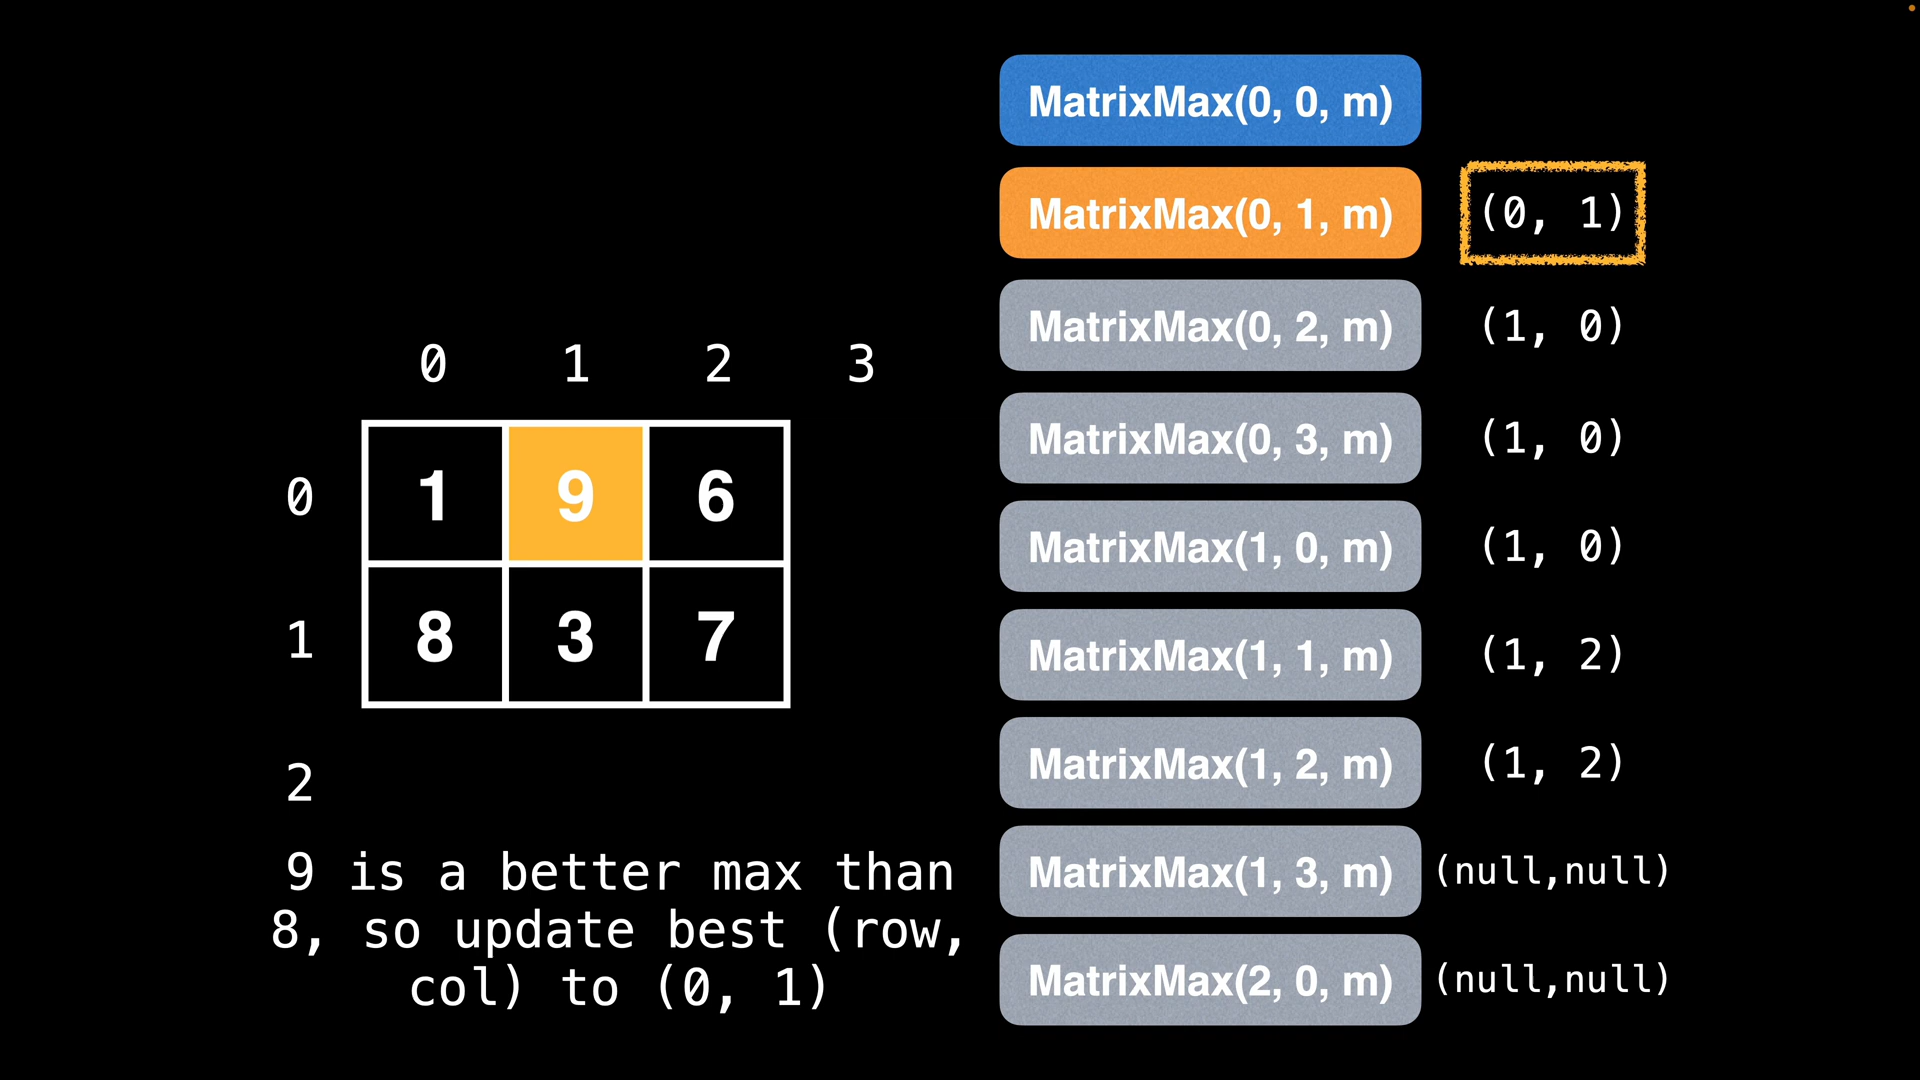 0 1 2 3
0 1 9 6
1 8 3 7
2
9 is a better max than
8, so update best (row,
col) to (0, 1)
MatrixMax(0, 0, m)
MatrixMax(0, 1, m) (0, 1)
MatrixMax(0, 2, m) (1, 0)
MatrixMax(0, 3, m) (1, 0)
MatrixMax(1, 0, m) (1, 0)
MatrixMax(1, 1, m) (1, 2)
MatrixMax(1, 2, m) (1, 2)
MatrixMax(1, 3, m) (null,null)
MatrixMax(2, 0, m) (null,null)